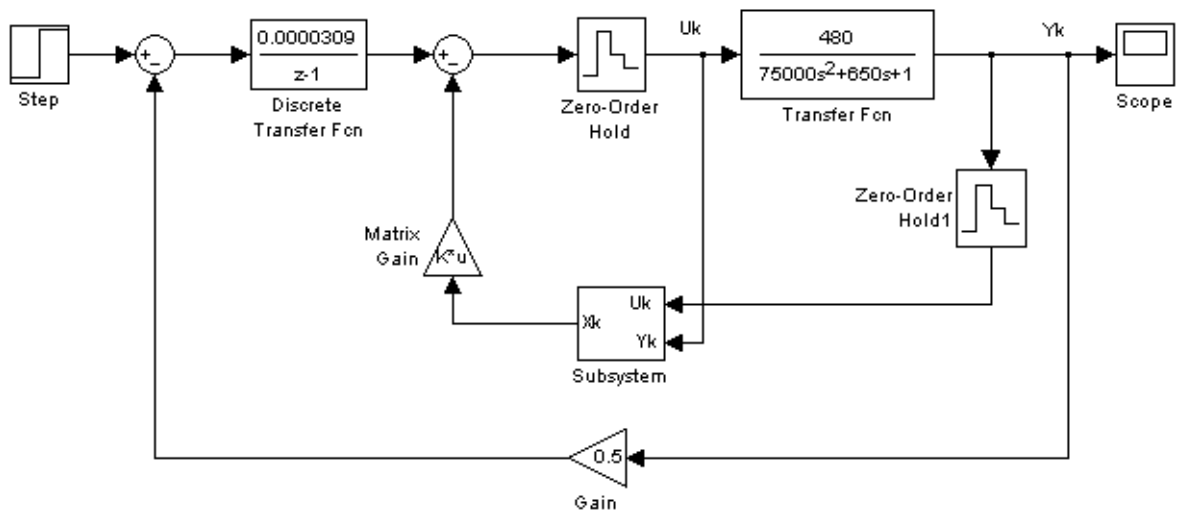 Step
+
−
0.0000309
z-1
Discrete
Transfer Fcn
+
−
Zero-Order
Hold
Uk
480
75000s²+650s+1
Transfer Fcn
Yk
Scope
Zero-Order
Hold1
Matrix
Gain
K*u
Xk
Uk
Yk
Subsystem
0.5
Gain